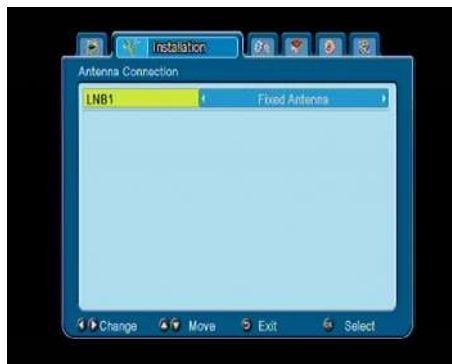 Installation
Antenna Connection
LNB1 Fixed Antenna
Change Move Exit Select